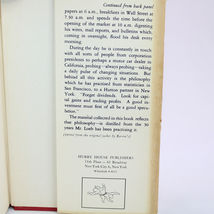 Continued from back panel
papers at 6 a.m., breakfasts in Wall Street at
7.30 a.m. and spends the time before the
opening of the market at 10 a.m. digesting
his wires, mail reports, and bulletins which
coming in overnight, flood his desk every
morning.
During the day he is constantly in touch
with all sorts of people from corporation
presidents to perhaps a motor car dealer in
California, probing—always probing—taking
a daily pulse of changing situations. But
behind all this activity is the philosophy
which he has practised from statistician in
San Francisco, to a Hutton partner in New
York. "Forget dividends. Look for capi-
tal gains and ending profits. A good in-
vestment must first of all be a good specu-
lation."
The material collected in this book reflects
that philosophy—is distilled from the 30
years Mr. Loeb has been practising it.
HURRY HOUSE PUBLISHERS
New York City 6, New York